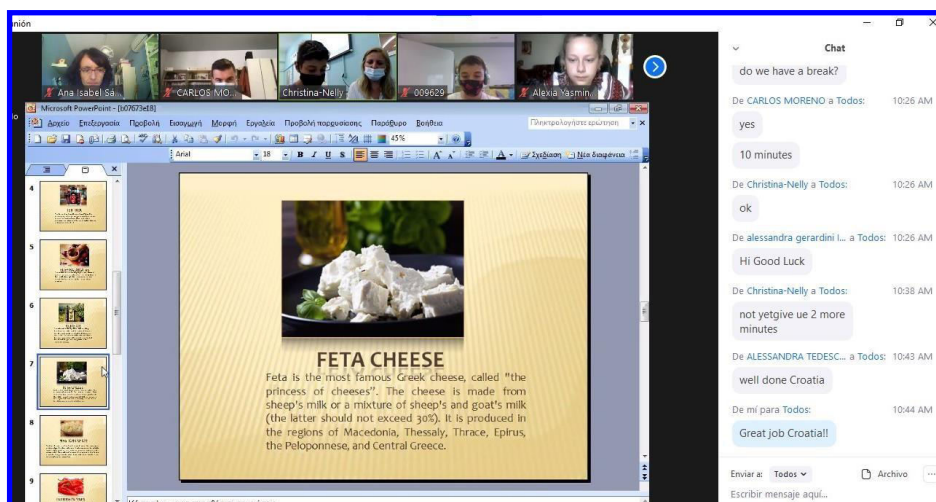 unión
Ana Isabel Sá...
CARLOS MO...
Christina-Nelly
009629
Alexia Yasmin...
Microsoft PowerPoint - [b07673e18]
Αρχείο Επεξεργασία Προβολή Εισαγωγή Μορφή Εργαλεία Προβολή παρουσίασης Παράθυρο Βοήθεια
Πληκτρολογήστε ερώτηση
45%
Arial 18 B I U S Σχεδίαση Νέα διαφάνεια
4
5
6
7
8
9
FETA CHEESE
Feta is the most famous Greek cheese, called "the
princess of cheeses". The cheese is made from
sheep's milk or a mixture of sheep's and goat's milk
(the latter should not exceed 30%). It is produced in
the regions of Macedonia, Thessaly, Thrace, Epirus,
the Peloponnese, and Central Greece.
Chat
do we have a break?
De CARLOS MORENO a Todos: 10:26 AM
yes
10 minutes
De Christina-Nelly a Todos: 10:26 AM
ok
De alessandra gerardini I... a Todos: 10:26 AM
Hi Good Luck
De Christina-Nelly a Todos: 10:38 AM
not yetgive ue 2 more
minutes
De ALESSANDRA TEDESC... a Todos: 10:43 AM
well done Croatia
De mí para Todos: 10:44 AM
Great job Croatia!!
Enviar a: Todos Archivo ...
Escribir mensaje aquí...